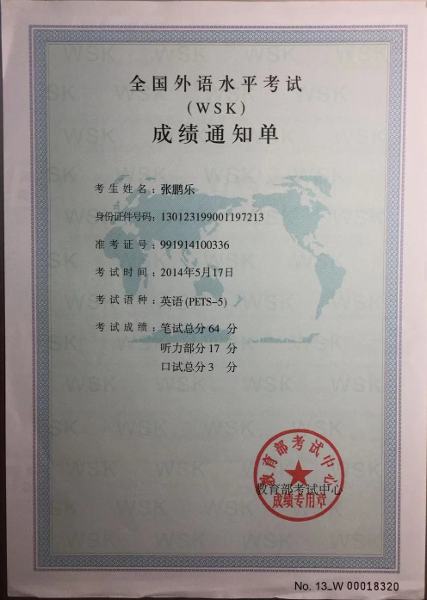 全国外语水平考试
(WSK)
成绩通知单
考生姓名：张鹏乐
身份证件号码：130123199001197213
准考证号：991914100336
考试时间：2014年5月17日
考试语种：英语(PETS-5)
考试成绩：笔试总分64 分
听力部分17 分
口试总分3 分
教育部考试中心
教育部考试中心
成绩专用章
No. 13_W 00018320